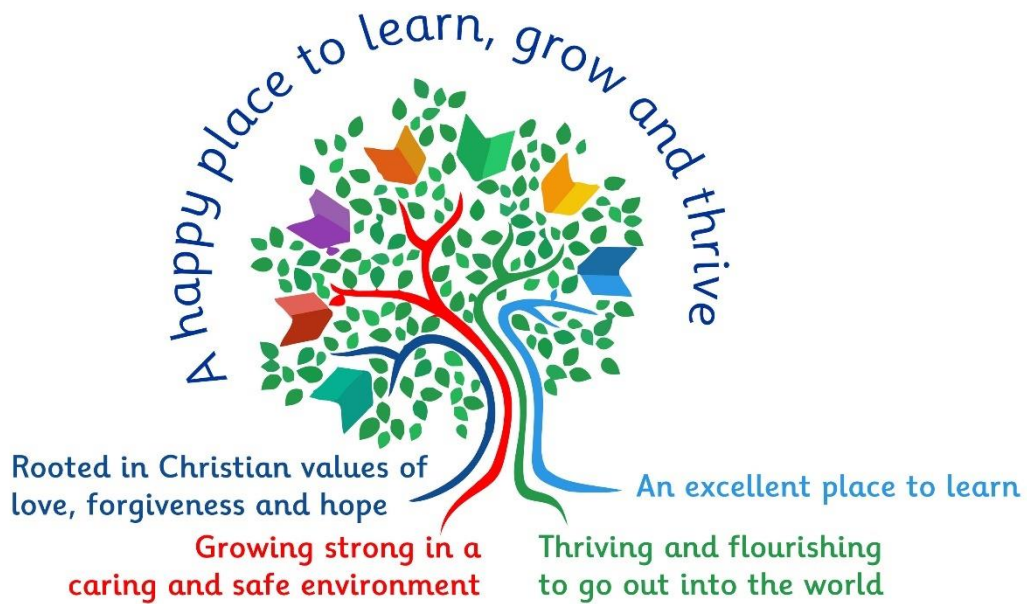 A happy place to learn, grow and thrive
Rooted in Christian values of
love, forgiveness and hope
An excellent place to learn
Growing strong in a
caring and safe environment
Thriving and flourishing
to go out into the world